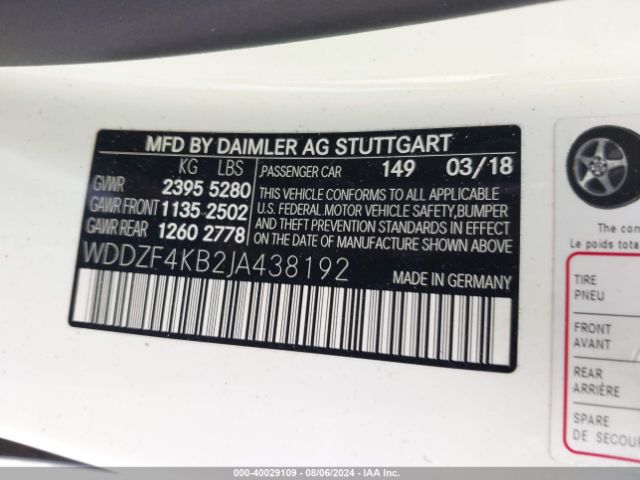 MFD BY DAIMLER AG STUTTGART
KG LBS
GVWR 2395 5280
GAWR FRONT 1135 2502
GAWR REAR 1260 2778
PASSENGER CAR 149 03/18
THIS VEHICLE CONFORMS TO ALL APPLICABLE
U.S. FEDERAL MOTOR VEHICLE SAFETY, BUMPER
AND THEFT PREVENTION STANDARDS IN EFFECT
ON THE DATE OF MANUFACTURE SHOWN ABOVE.
WDDZF4KB2JA438192
MADE IN GERMANY
The com
Le poids tota
TIRE
PNEU
FRONT
AVANT
REAR
ARRIÈRE
SPARE
DE SECOU
000-40029109 - 08/06/2024 - IAA Inc.